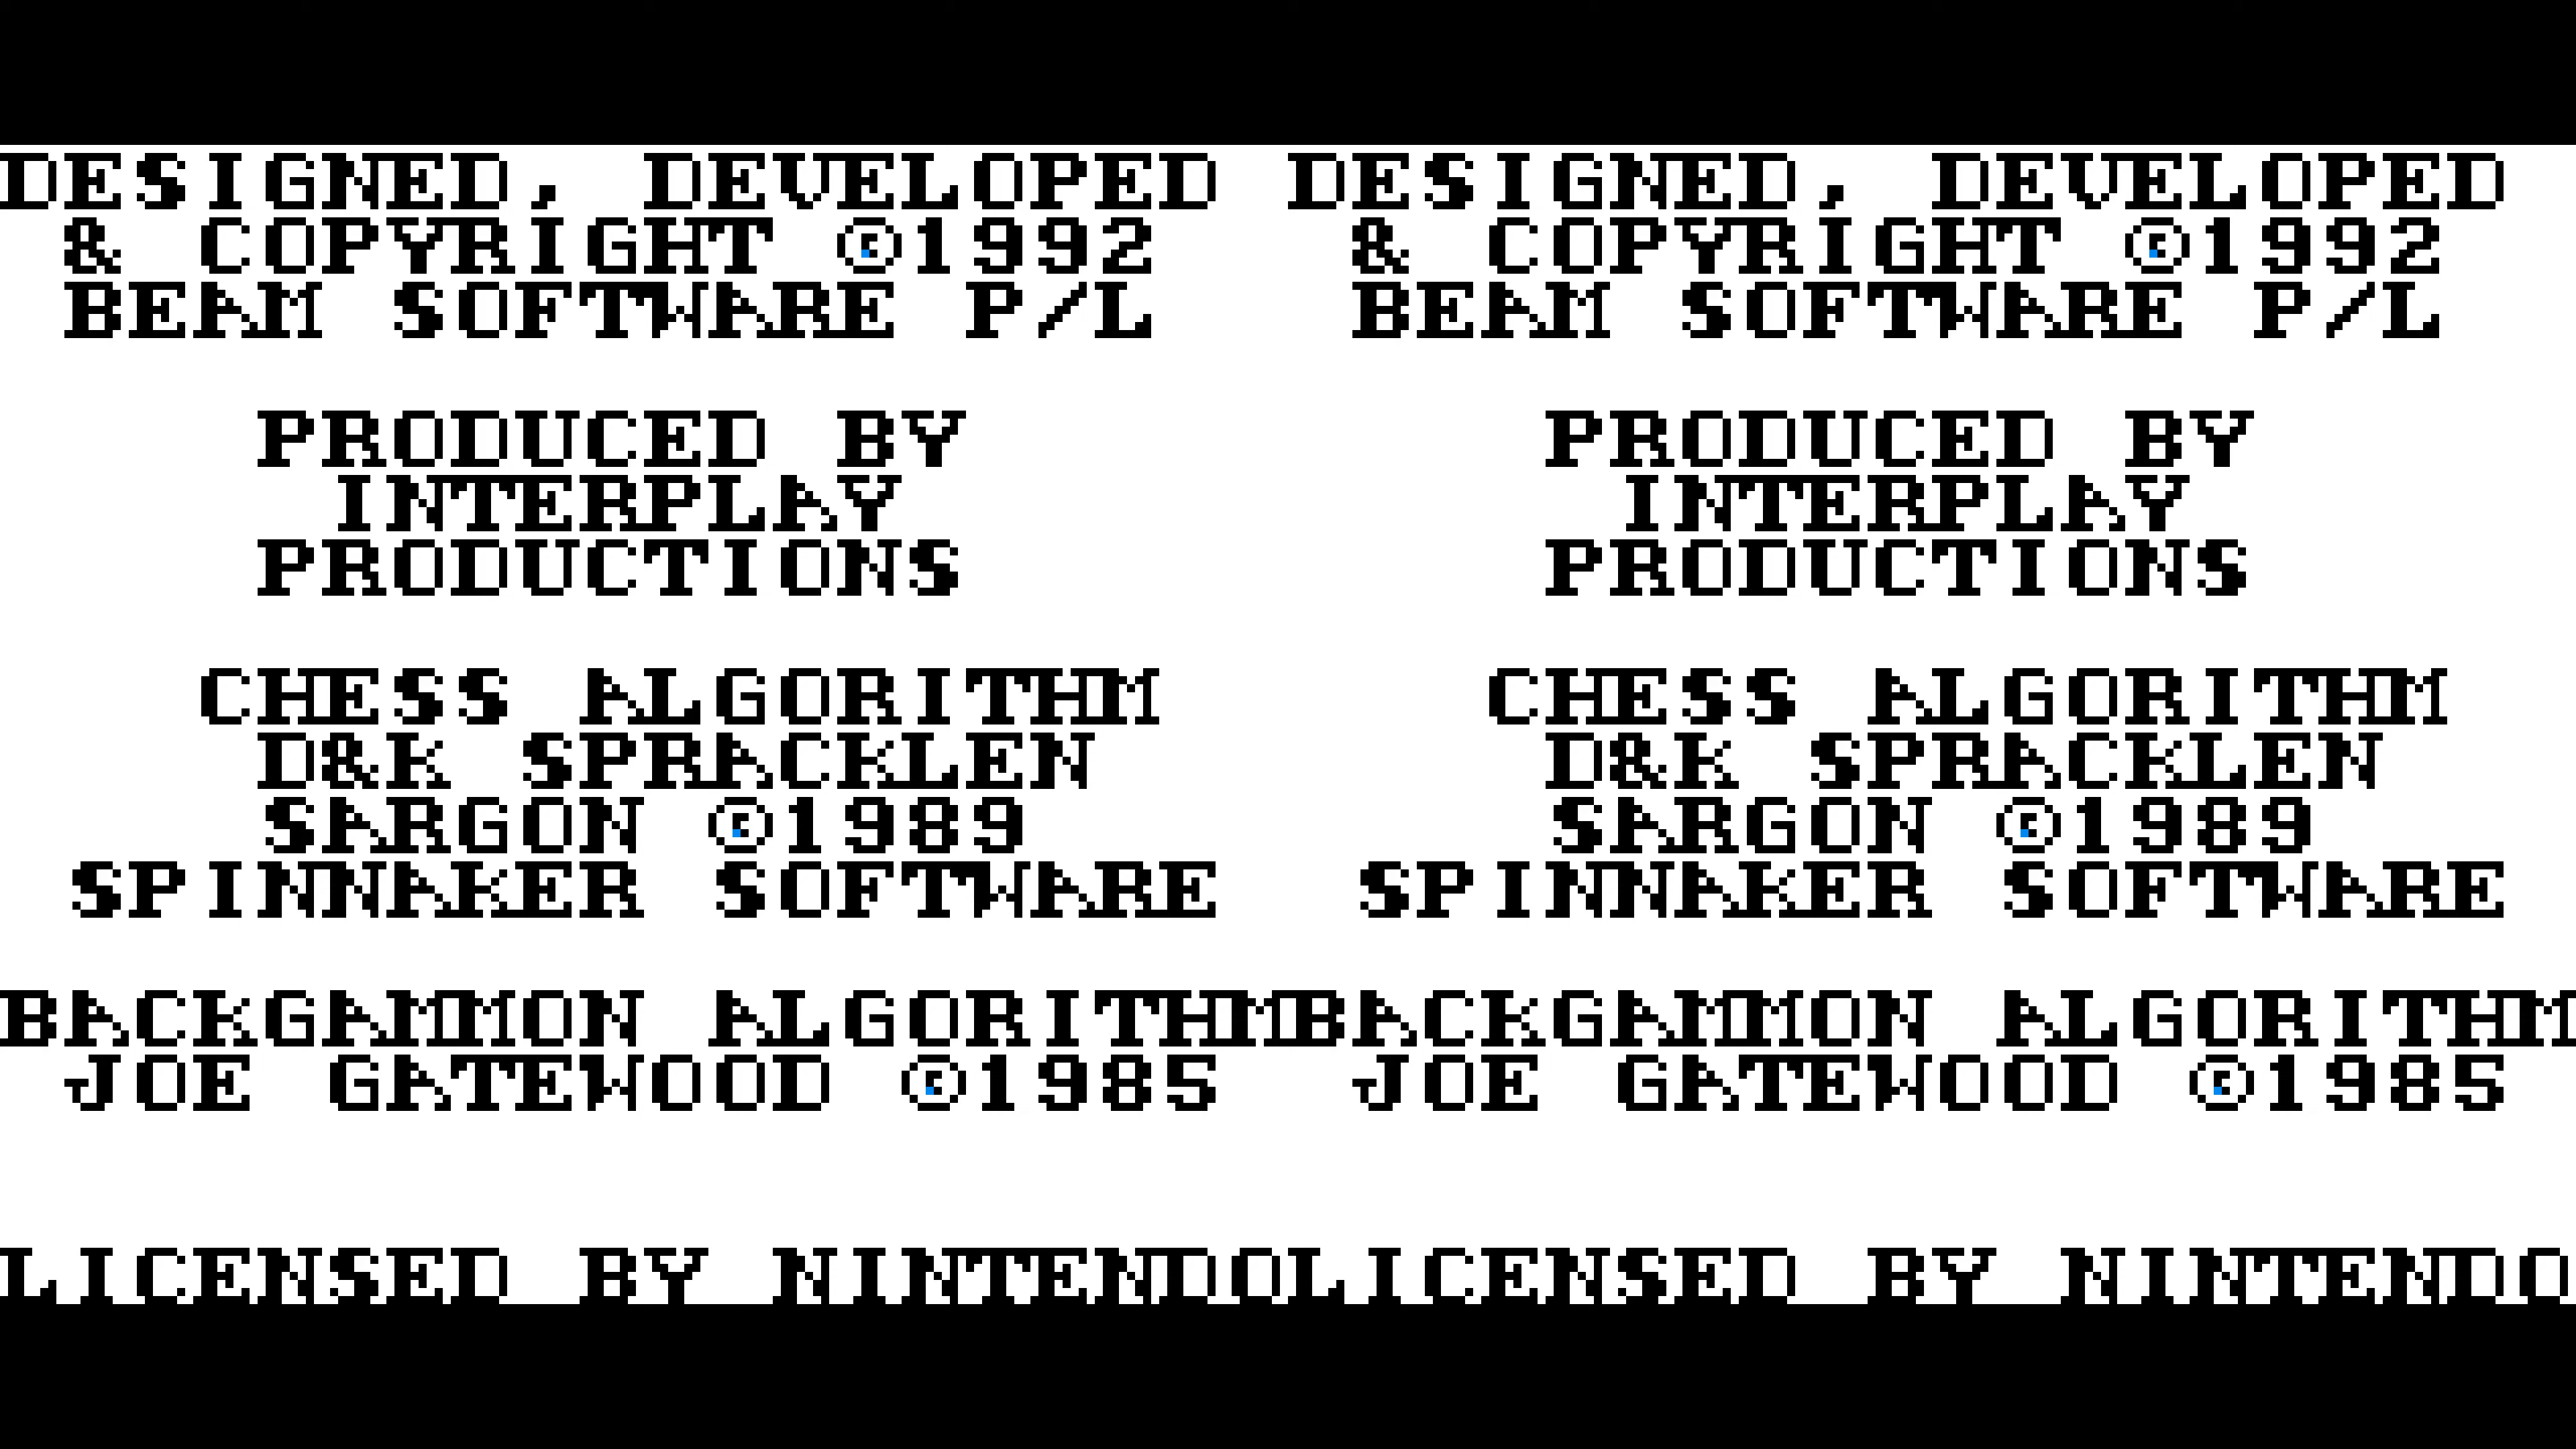 DESIGNED, DEVELOPED DESIGNED, DEVELOPED
& COPYRIGHT ©1992 & COPYRIGHT ©1992
BEAM SOFTWARE P/L BEAM SOFTWARE P/L
PRODUCED BY PRODUCED BY
INTERPLAY INTERPLAY
PRODUCTIONS PRODUCTIONS
CHESS ALGORITHM CHESS ALGORITHM
D&K SPRACKLEN D&K SPRACKLEN
SARGON ©1989 SARGON ©1989
SPINNAKER SOFTWARE SPINNAKER SOFTWARE
BACKGAMMON ALGORITHMBACKGAMMON ALGORITHM
JOE GATEWOOD ©1985 JOE GATEWOOD ©1985
LICENSED BY NINTENDOLICENSED BY NINTENDO